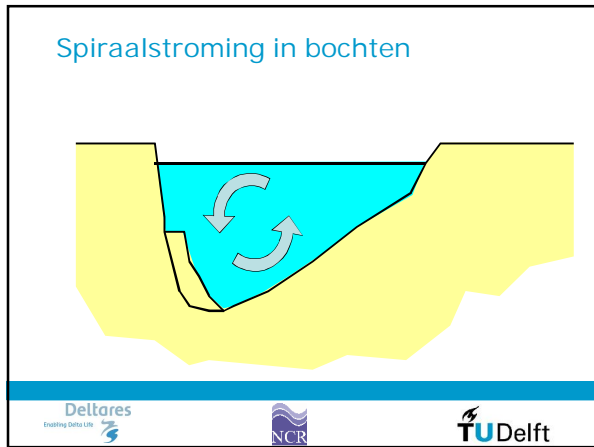 Spiraalstroming in bochten
Deltares
Enabling Delta Life
NCR
TUDelft